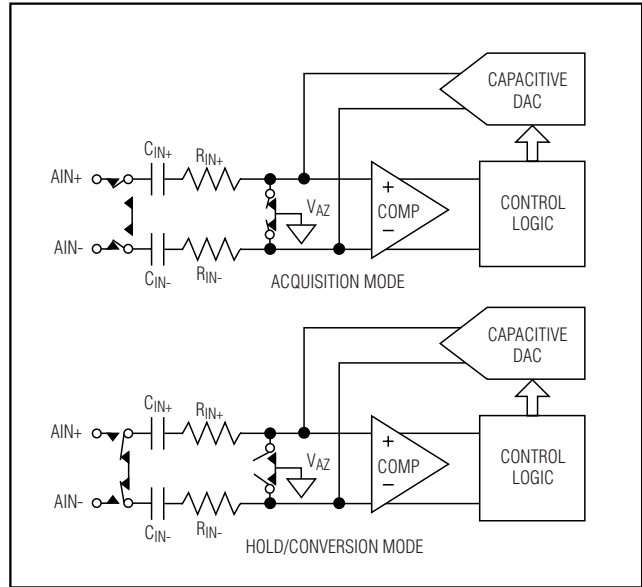 CAPACITIVE
DAC
CIN+
RIN+
AIN+
+
COMP
−
VAZ
CONTROL
LOGIC
AIN-
CIN-
RIN-
ACQUISITION MODE
CAPACITIVE
DAC
CIN+
RIN+
AIN+
+
COMP
−
VAZ
CONTROL
LOGIC
AIN-
CIN-
RIN-
HOLD/CONVERSION MODE